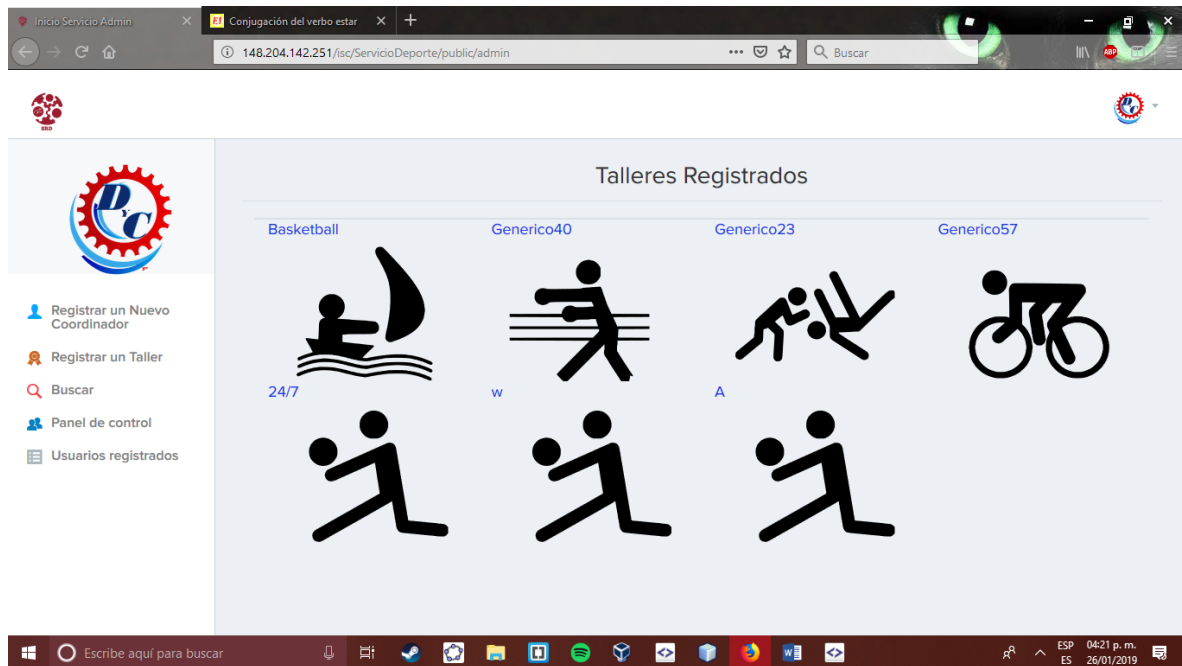 Inicio Servicio Admin
Conjugación del verbo estar
148.204.142.251/isc/ServicioDeporte/public/admin
Buscar
ABP
SRD
D Y C
Talleres Registrados
Basketball
Generico40
Generico23
Generico57
Registrar un Nuevo
Coordinador
Registrar un Taller
Buscar
Panel de control
Usuarios registrados
24/7
w
A
Escribe aquí para buscar
ESP
ES
04:21 p. m.
26/01/2019